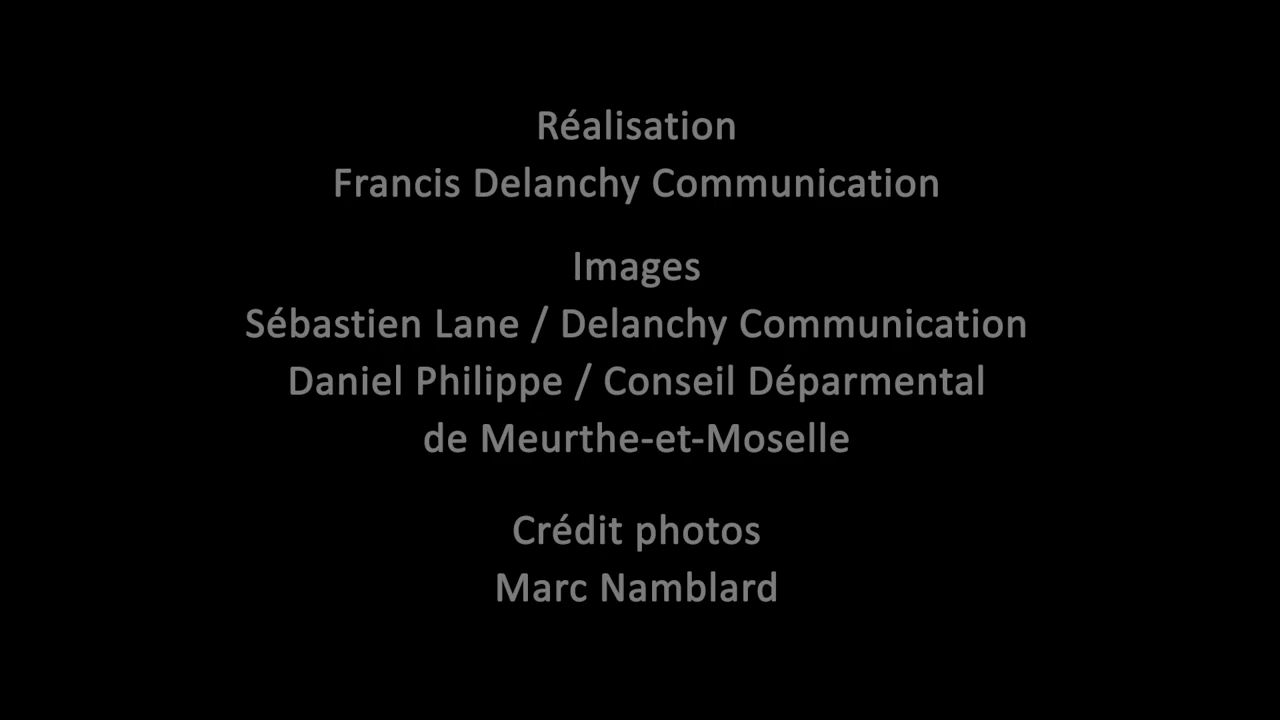 Réalisation
Francis Delanchy Communication
Images
Sébastien Lane / Delanchy Communication
Daniel Philippe / Conseil Déparmental
de Meurthe-et-Moselle
Crédit photos
Marc Namblard